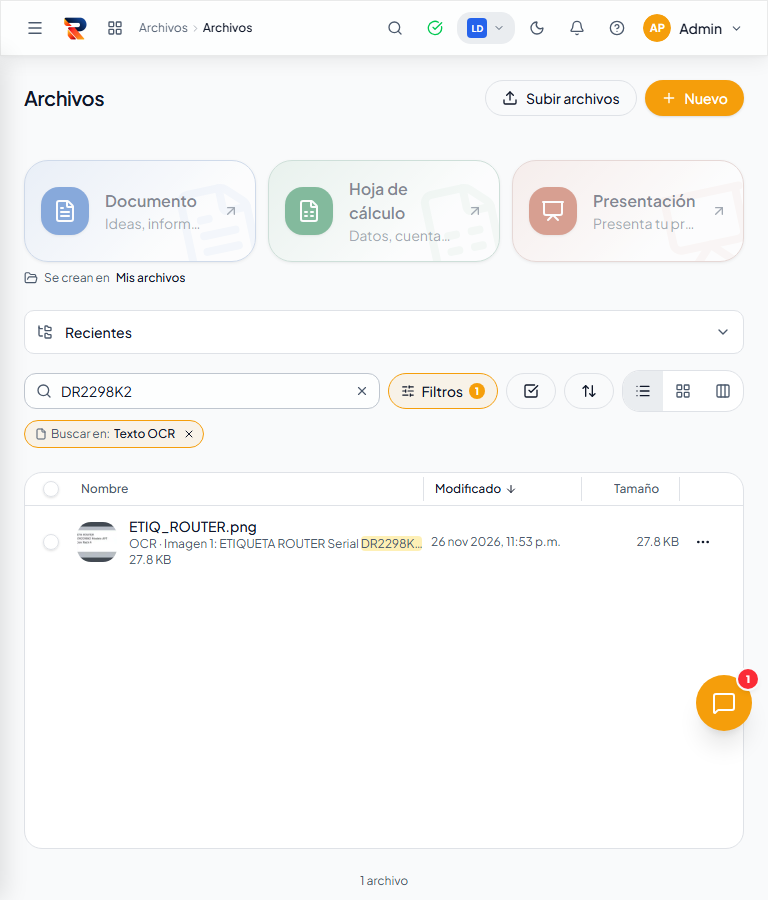 Archivos Archivos
LD
AP Admin
Archivos
Subir archivos
Nuevo
Documento
Ideas, inform...
Hoja de cálculo
Datos, cuenta...
Presentación
Presenta tu pr...
Se crean en Mis archivos
Recientes
DR2298K2
Filtros 1
Buscar en: Texto OCR
Nombre Modificado Tamaño
ETIQ_ROUTER.png
OCR · Imagen 1: ETIQUETA ROUTER Serial DR2298K...
27.8 KB
26 nov 2026, 11:53 p.m.
27.8 KB
1
1 archivo